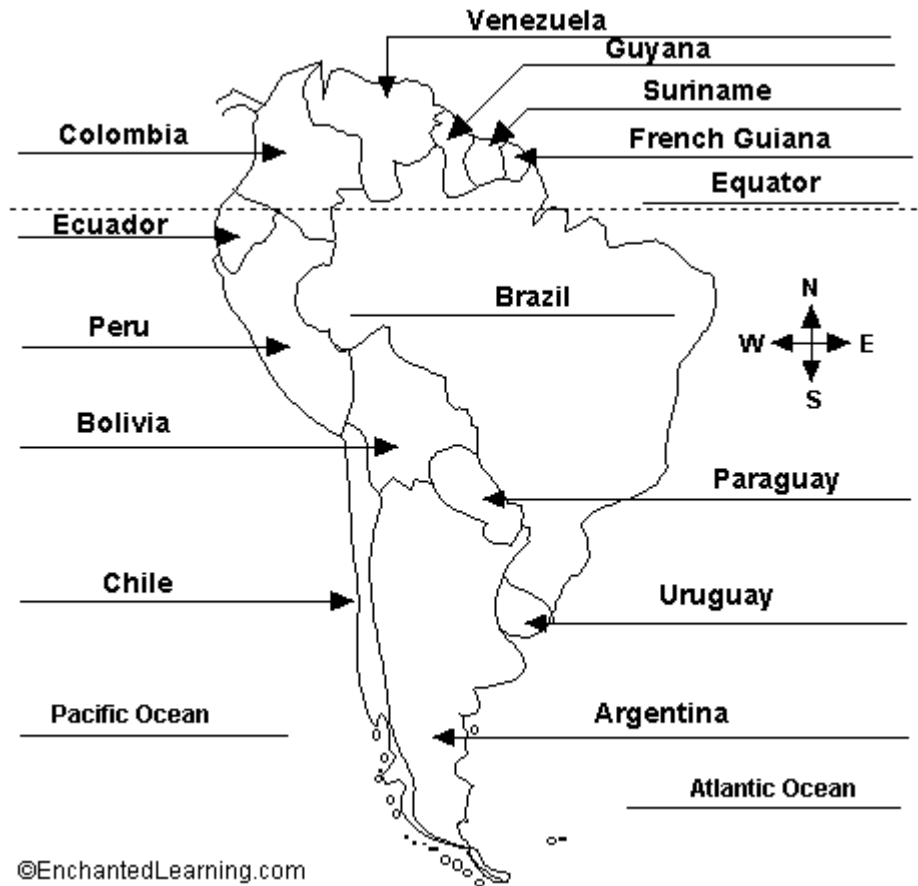 Venezuela
Guyana
Suriname
Colombia
French Guiana
Equator
Ecuador
Brazil
N
Peru
W
E
S
Bolivia
Paraguay
Chile
Uruguay
Pacific Ocean
Argentina
Atlantic Ocean
©EnchantedLearning.com